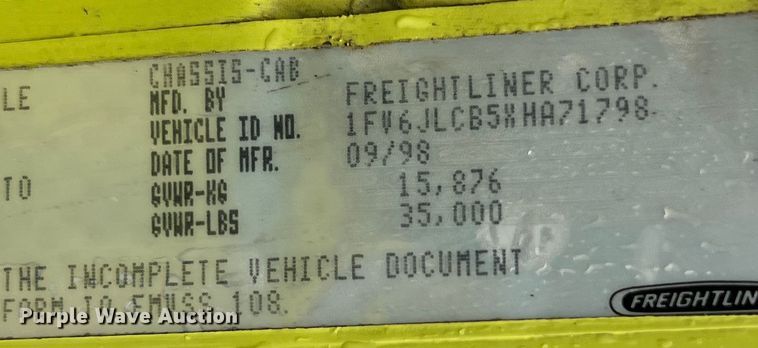 CHASSIS-CAB
LE MFD. BY FREIGHTLINER CORP.
VEHICLE ID NO. 1FV6JLCB5XHA71798
DATE OF MFR. 09/98
TO GVWR-KG 15,876
GVWR-LBS 35,000
THE INCOMPLETE VEHICLE DOCUMENT
FORM TO FMVSS 108.
FREIGHTLIN
Purple Wave Auction